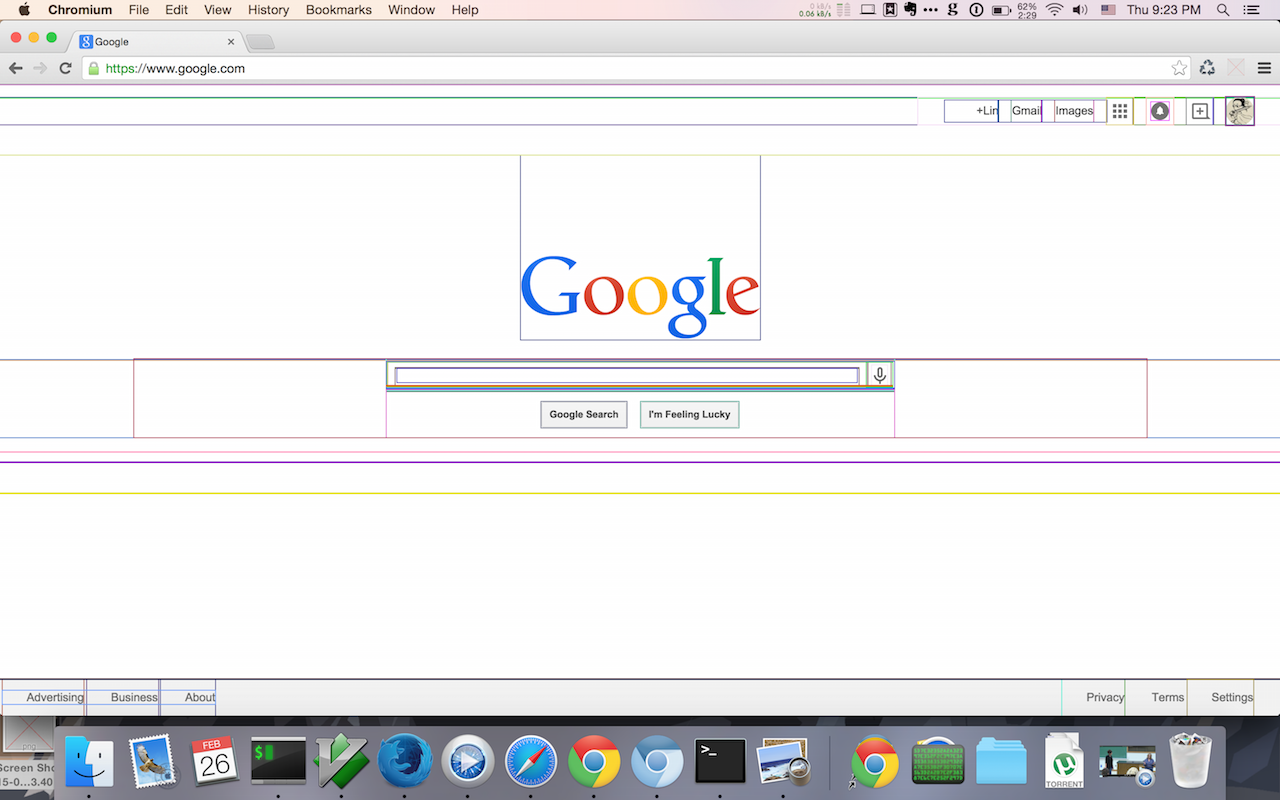 Chromium File Edit View History Bookmarks Window Help
0 kB/s
0.06 kB/s
62%
2:29
Thu 9:23 PM
Google
https://www.google.com
+Lin Gmail Images
Google
Google Search I'm Feeling Lucky
Advertising Business About Privacy Terms Settings
png
Screen Sho
15-0...3.40
FEB
26
$
>_
TORRENT